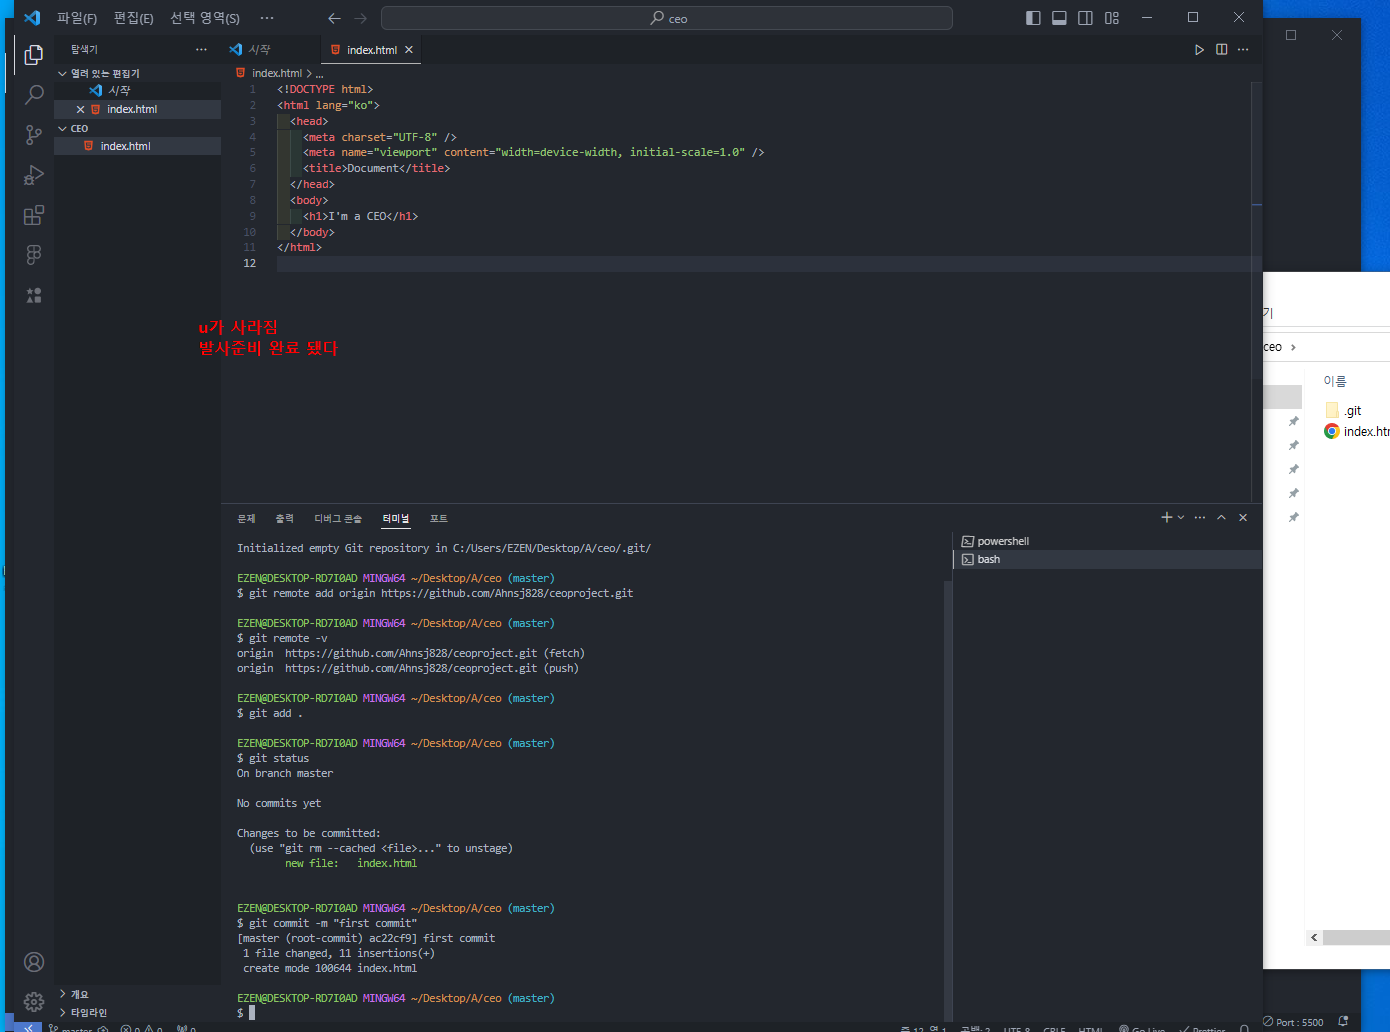 파일(F) 편집(E) 선택 영역(S) ··· ceo
탐색기 ···
시작 index.html
열려 있는 편집기
시작
index.html
CEO
index.html
index.html > ...
1 <!DOCTYPE html>
2 <html lang="ko">
3 <head>
4 <meta charset="UTF-8" />
5 <meta name="viewport" content="width=device-width, initial-scale=1.0" />
6 <title>Document</title>
7 </head>
8 <body>
9 <h1>I'm a CEO</h1>
10 </body>
11 </html>
12
u가 사라짐
발사준비 완료 됐다
기
ceo >
이름
.git
문제 출력 디버그 콘솔 터미널 포트
powershell
bash
Initialized empty Git repository in C:/Users/EZEN/Desktop/A/ceo/.git/
EZEN@DESKTOP-RD7I0AD MINGW64 ~/Desktop/A/ceo (master)
$ git remote add origin https://github.com/Ahnsj828/ceoproject.git
EZEN@DESKTOP-RD7I0AD MINGW64 ~/Desktop/A/ceo (master)
$ git remote -v
origin  https://github.com/Ahnsj828/ceoproject.git (fetch)
origin  https://github.com/Ahnsj828/ceoproject.git (push)
EZEN@DESKTOP-RD7I0AD MINGW64 ~/Desktop/A/ceo (master)
$ git add .
EZEN@DESKTOP-RD7I0AD MINGW64 ~/Desktop/A/ceo (master)
$ git status
On branch master
No commits yet
Changes to be committed:
(use "git rm --cached <file>..." to unstage)
new file:   index.html
EZEN@DESKTOP-RD7I0AD MINGW64 ~/Desktop/A/ceo (master)
$ git commit -m "first commit"
[master (root-commit) ac22cf9] first commit
1 file changed, 11 insertions(+)
create mode 100644 index.html
EZEN@DESKTOP-RD7I0AD MINGW64 ~/Desktop/A/ceo (master)
$
개요
타임라인
master 0 0 0 줄 12, 열 1 공백: 2 UTF-8 CRLF HTML Go Live Prettier
Port : 5500